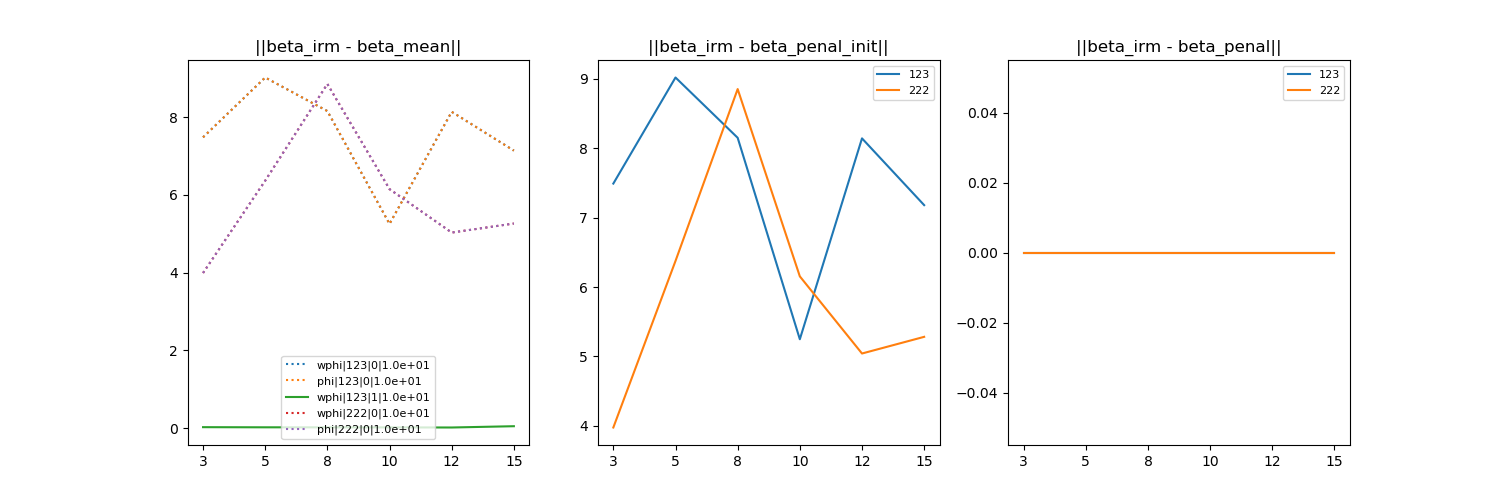 ||beta_irm - beta_mean||
8
6
4
2
0
wphi|123|0|1.0e+01
phi|123|0|1.0e+01
wphi|123|1|1.0e+01
wphi|222|0|1.0e+01
phi|222|0|1.0e+01
3 5 8 10 12 15
||beta_irm - beta_penal_init||
9
8
7
6
5
4
123
222
3 5 8 10 12 15
||beta_irm - beta_penal||
0.04
0.02
0.00
−0.02
−0.04
123
222
3 5 8 10 12 15